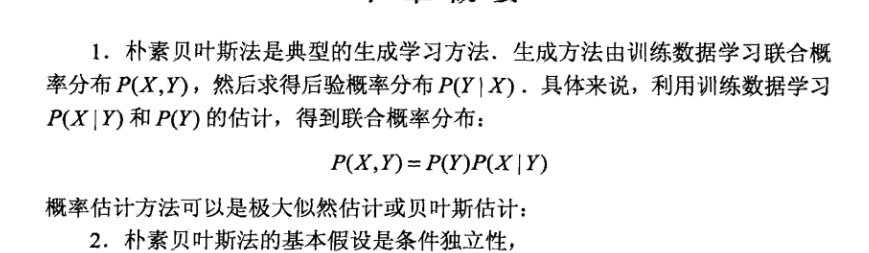 1．朴素贝叶斯法是典型的生成学习方法．生成方法由训练数据学习联合概
率分布 P(X,Y)，然后求得后验概率分布 P(Y|X)．具体来说，利用训练数据学习
P(X|Y) 和 P(Y) 的估计，得到联合概率分布：
P(X,Y)=P(Y)P(X|Y)
概率估计方法可以是极大似然估计或贝叶斯估计：
2．朴素贝叶斯法的基本假设是条件独立性，